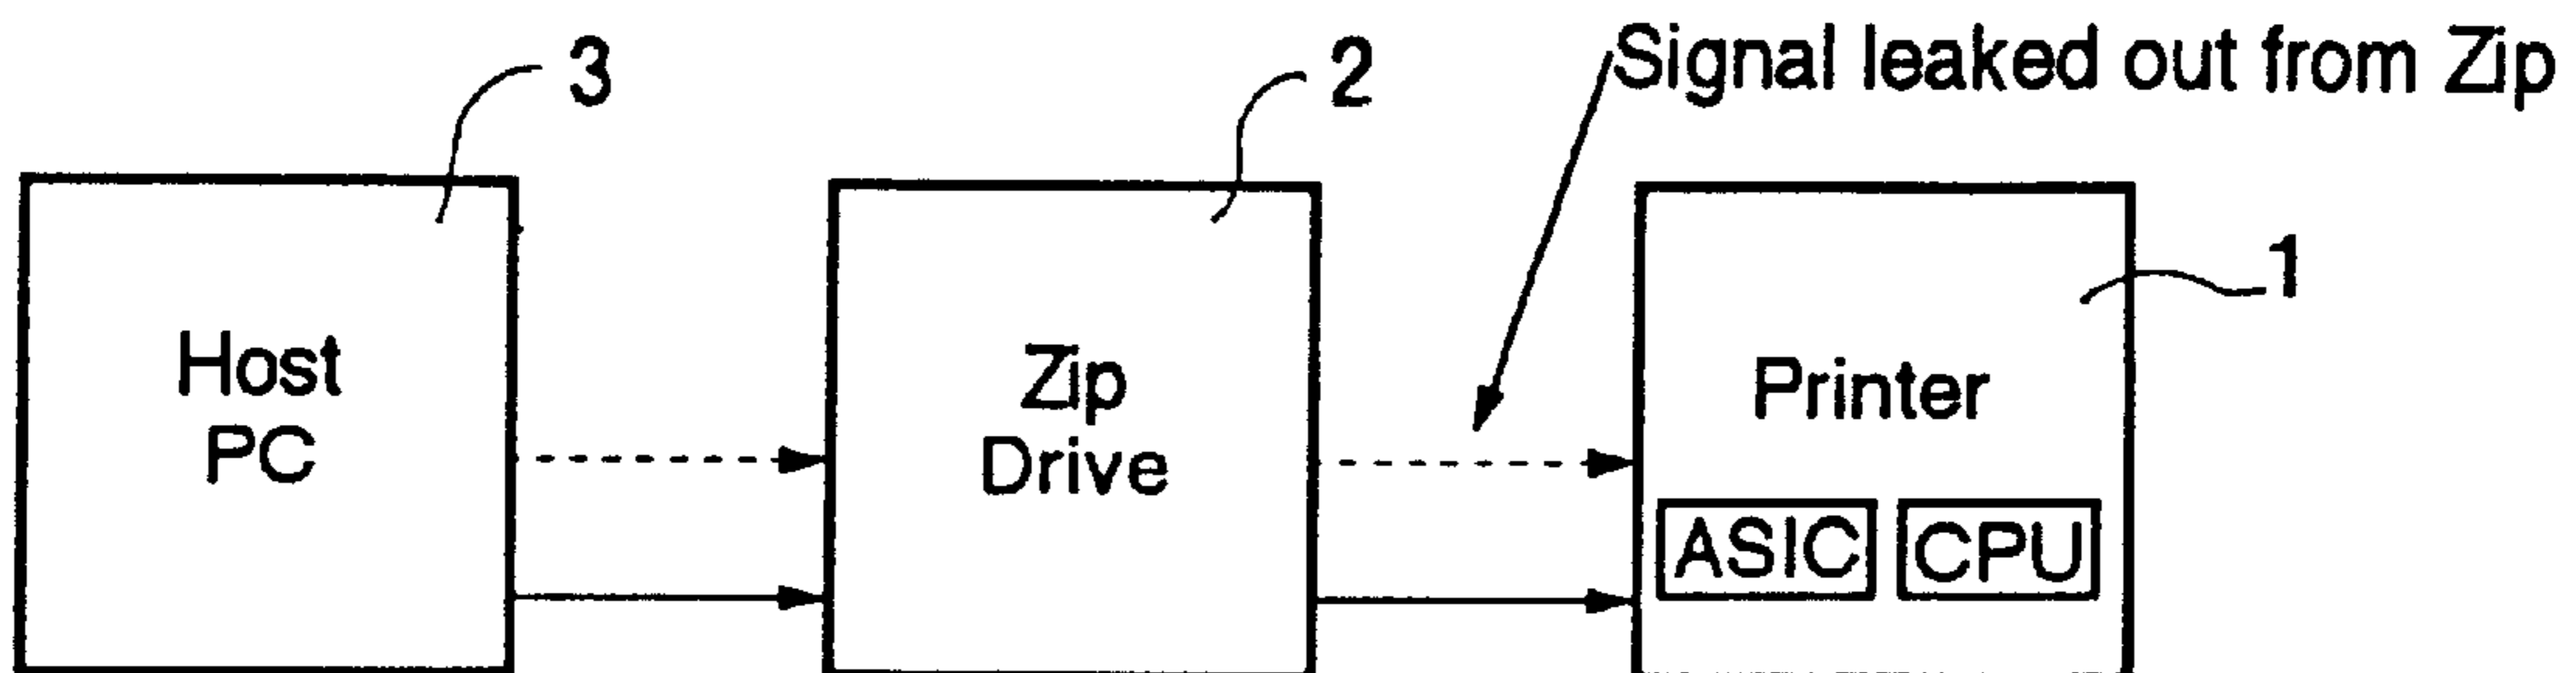 3
2
Signal leaked out from Zip
1
Host
PC
Zip
Drive
Printer
ASIC
CPU